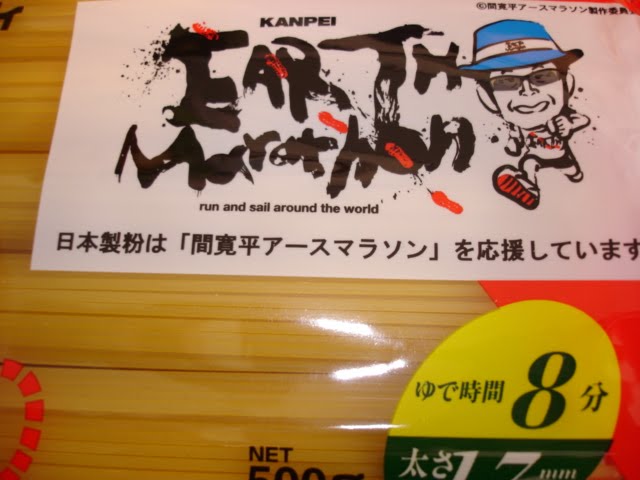 ©間寛平アースマラソン製作委員
KANPEI
EARTH
Marathon
run and sail around the world
日本製粉は「間寛平アースマラソン」を応援しています
ゆで時間 8分
太さ 1.7mm
NET
500g